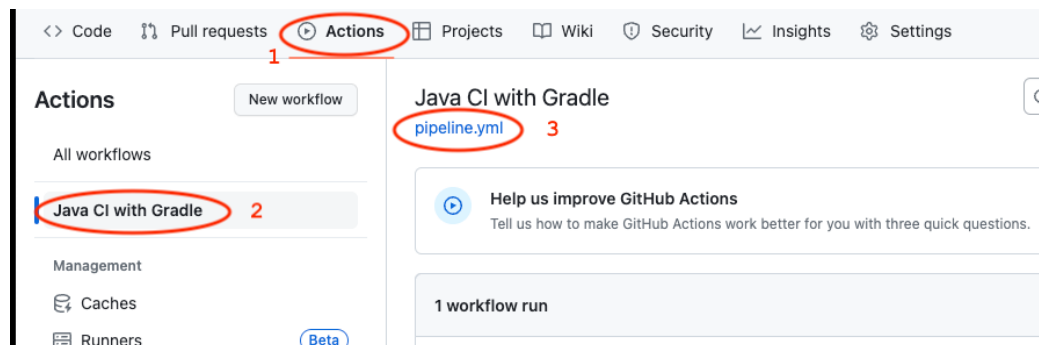 Code Pull requests Actions Projects Wiki Security Insights Settings
1
Actions New workflow
All workflows
Java CI with Gradle 2
Management
Caches
Runners Beta
Java CI with Gradle
pipeline.yml 3
Help us improve GitHub Actions
Tell us how to make GitHub Actions work better for you with three quick questions.
1 workflow run